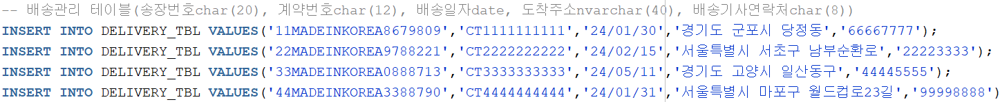 -- 배송관리 테이블(송장번호char(20), 계약번호char(12), 배송일자date, 도착주소nvarchar(40), 배송기사연락처char(8))
INSERT INTO DELIVERY_TBL VALUES('11MADEINKOREA8679809','CT1111111111','24/01/30','경기도 군포시 당정동','66667777');
INSERT INTO DELIVERY_TBL VALUES('22MADEINKOREA9788221','CT2222222222','24/02/15','서울특별시 서초구 남부순환로','22223333');
INSERT INTO DELIVERY_TBL VALUES('33MADEINKOREA0888713','CT3333333333','24/05/11','경기도 고양시 일산동구','44445555');
INSERT INTO DELIVERY_TBL VALUES('44MADEINKOREA3388790','CT4444444444','24/01/31','서울특별시 마포구 월드컵로23길','99998888')